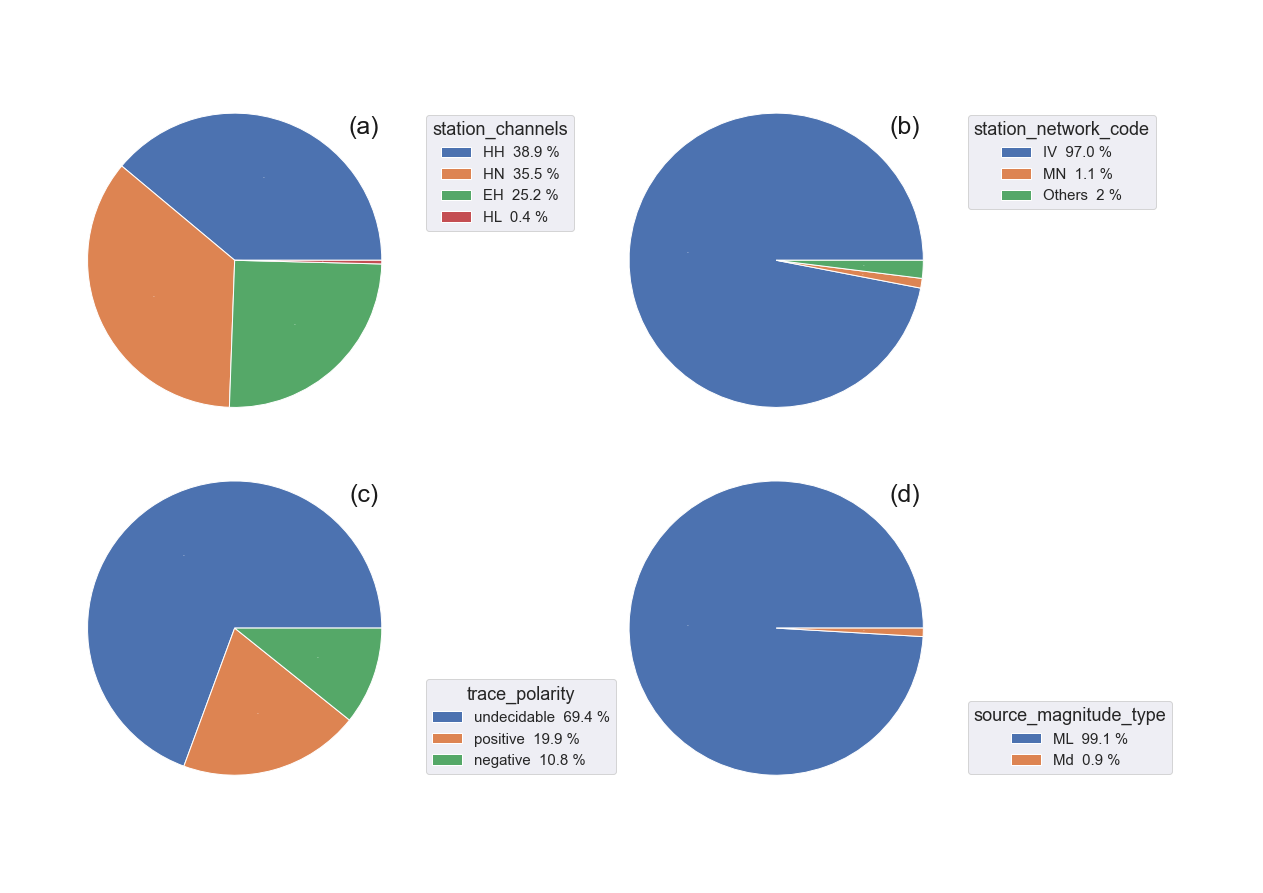 (a)
station_channels
HH 38.9 %
HN 35.5 %
EH 25.2 %
HL 0.4 %
(b)
station_network_code
IV 97.0 %
MN 1.1 %
Others 2 %
(c)
trace_polarity
undecidable 69.4 %
positive 19.9 %
negative 10.8 %
(d)
source_magnitude_type
ML 99.1 %
Md 0.9 %